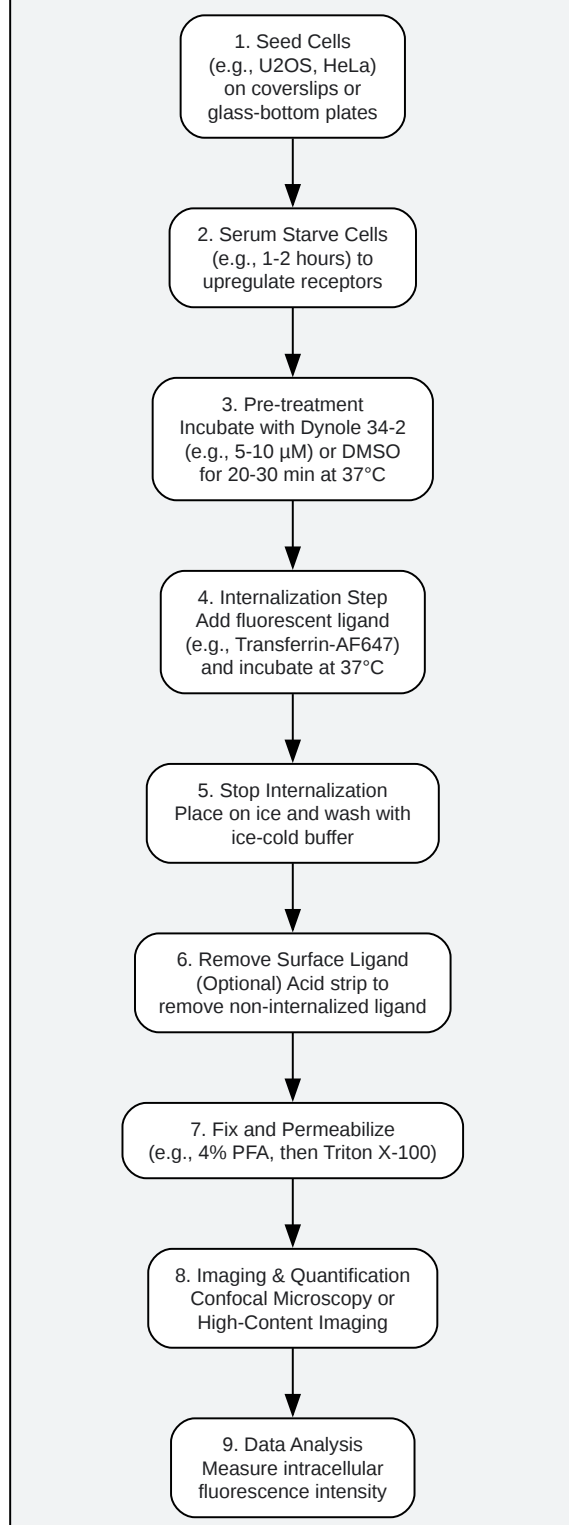 1. Seed Cells
(e.g., U2OS, HeLa)
on coverslips or
glass-bottom plates
2. Serum Starve Cells
(e.g., 1-2 hours) to
upregulate receptors
3. Pre-treatment
Incubate with Dynole 34-2
(e.g., 5-10 µM) or DMSO
for 20-30 min at 37°C
4. Internalization Step
Add fluorescent ligand
(e.g., Transferrin-AF647)
and incubate at 37°C
5. Stop Internalization
Place on ice and wash with
ice-cold buffer
6. Remove Surface Ligand
(Optional) Acid strip to
remove non-internalized ligand
7. Fix and Permeabilize
(e.g., 4% PFA, then Triton X-100)
8. Imaging & Quantification
Confocal Microscopy or
High-Content Imaging
9. Data Analysis
Measure intracellular
fluorescence intensity